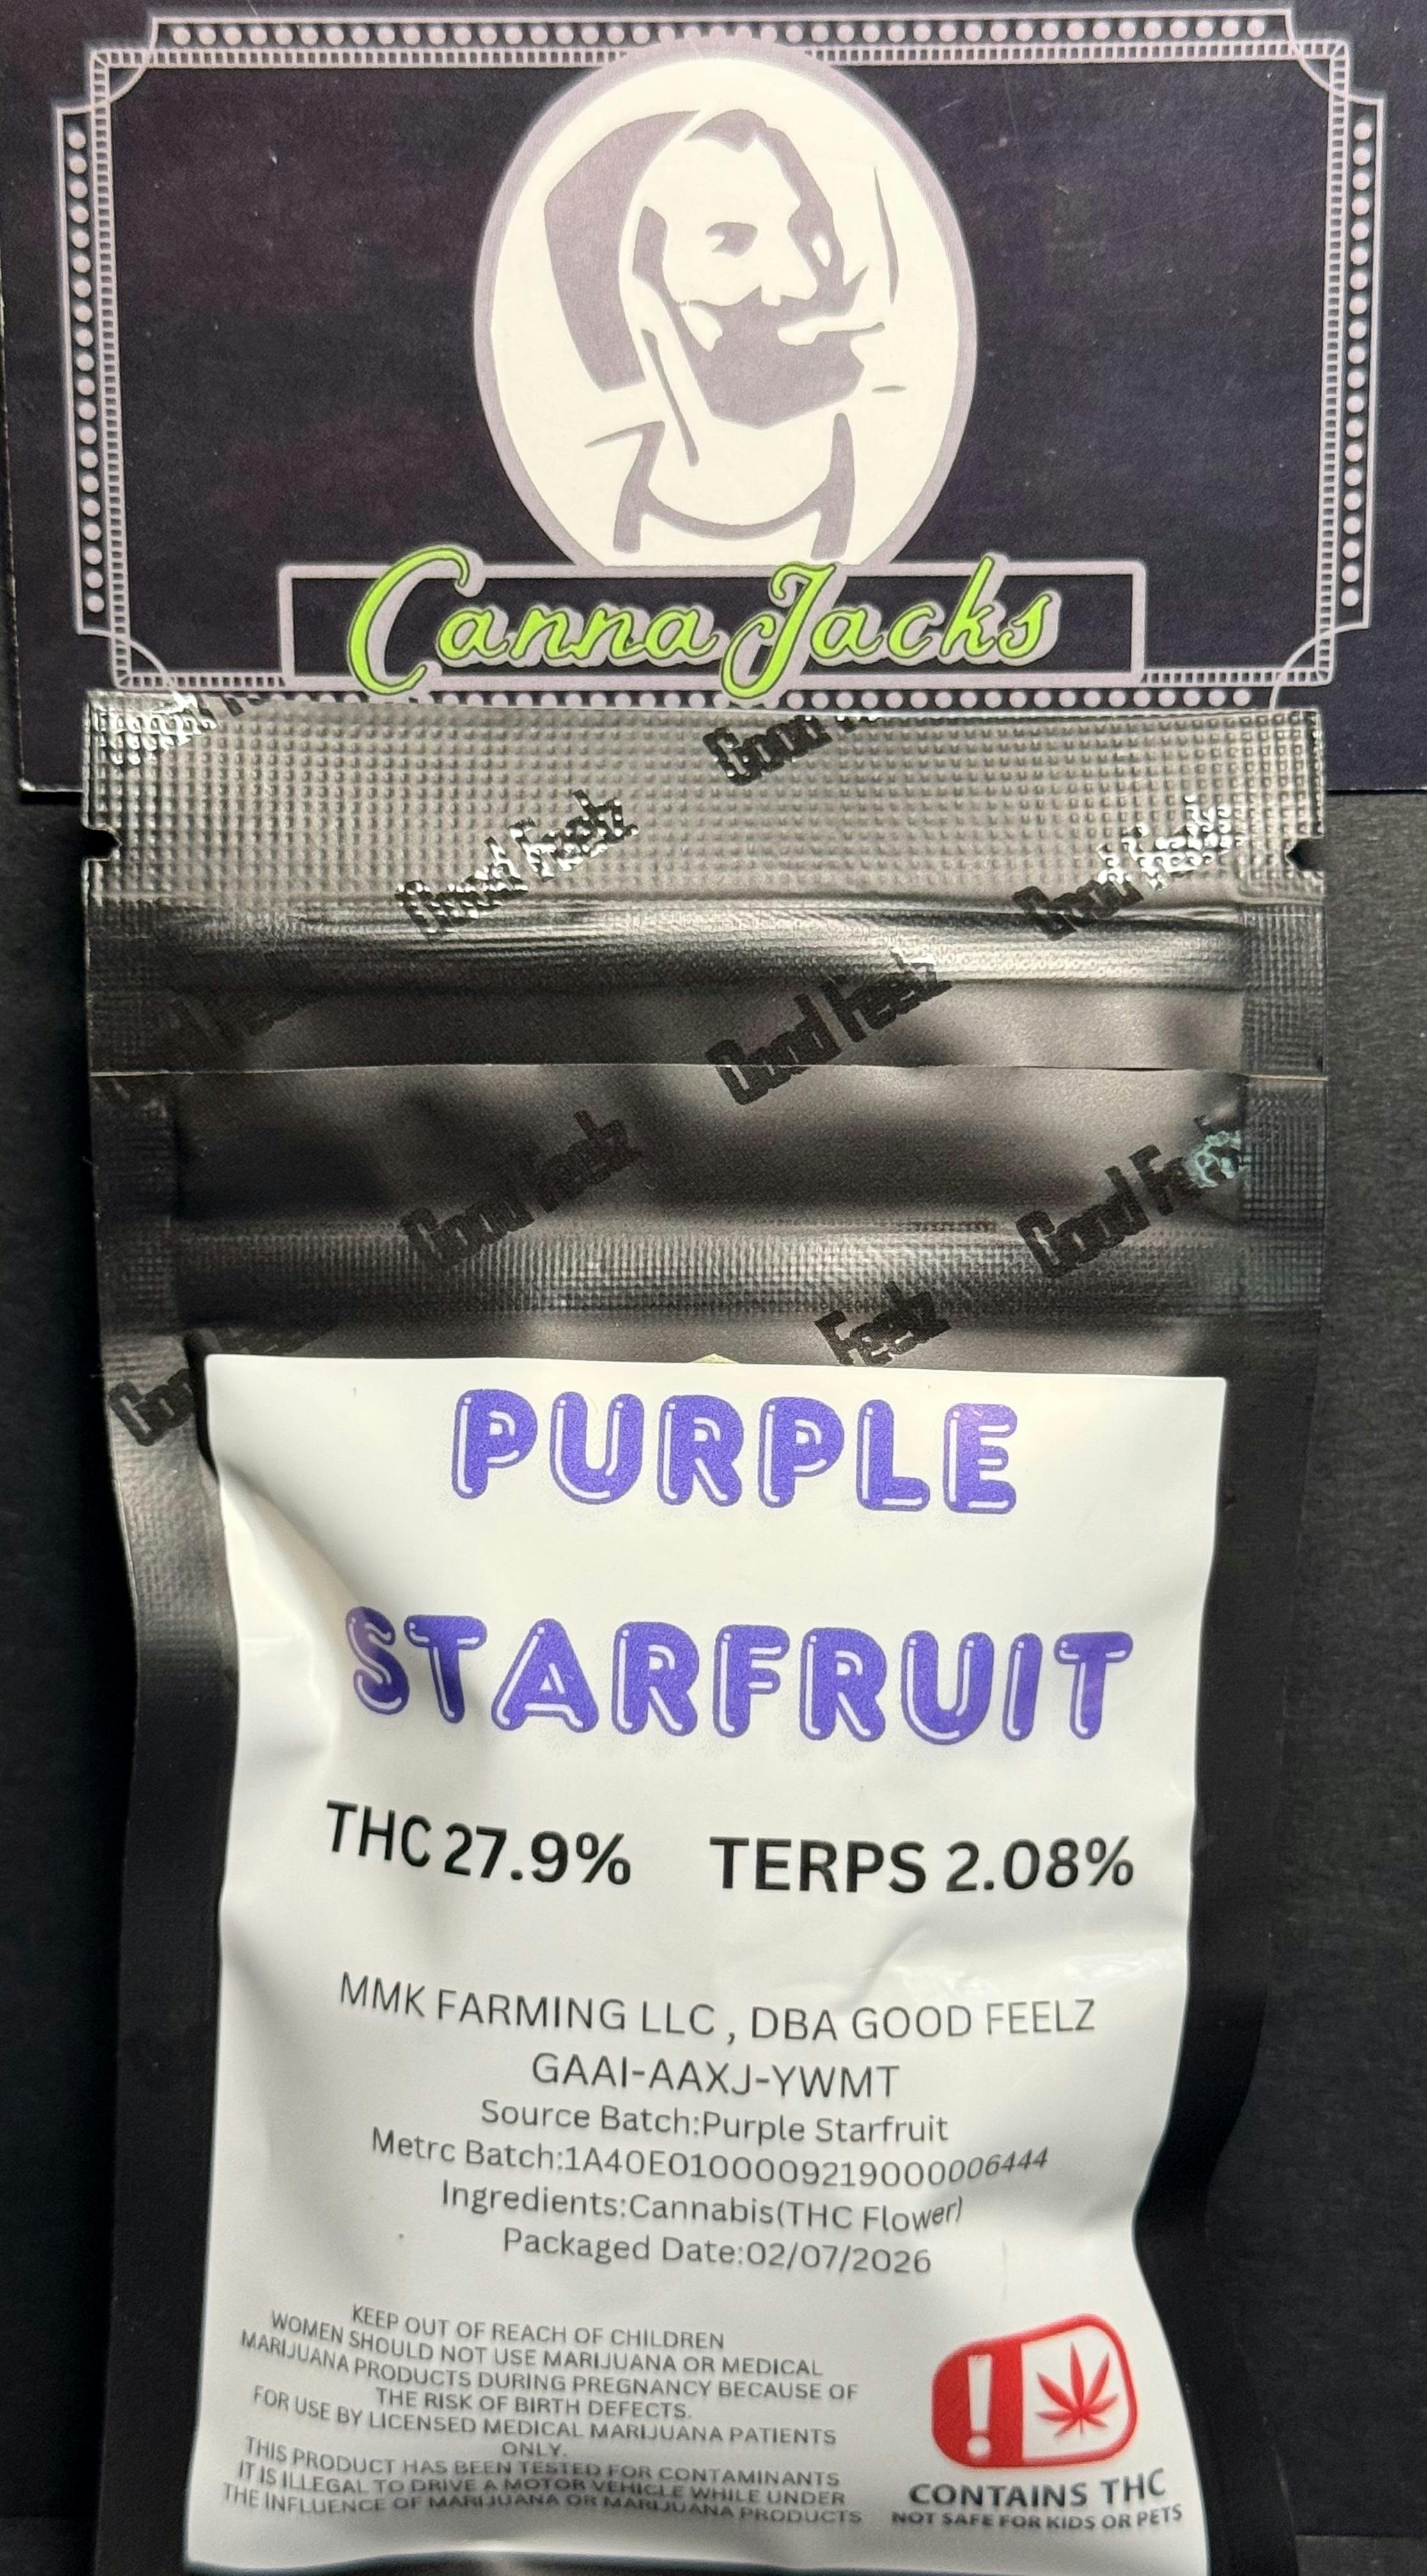 Canna Jacks
Good
Good Feelz
Good Feelz
Good Feelz
Good Feelz
Good
Feelz
PURPLE
STARFRUIT
THC 27.9% TERPS 2.08%
MMK FARMING LLC , DBA GOOD FEELZ
GAAI-AAXJ-YWMT
Source Batch:Purple Starfruit
Metrc Batch:1A40E0100009219000006444
Ingredients:Cannabis(THC Flower)
Packaged Date:02/07/2026
KEEP OUT OF REACH OF CHILDREN
WOMEN SHOULD NOT USE MARIJUANA OR MEDICAL
MARIJUANA PRODUCTS DURING PREGNANCY BECAUSE OF
THE RISK OF BIRTH DEFECTS.
FOR USE BY LICENSED MEDICAL MARIJUANA PATIENTS
ONLY.
THIS PRODUCT HAS BEEN TESTED FOR CONTAMINANTS
IT IS ILLEGAL TO DRIVE A MOTOR VEHICLE WHILE UNDER
THE INFLUENCE OF MARIJUANA OR MARIJUANA PRODUCTS
CONTAINS THC
NOT SAFE FOR KIDS OR PETS